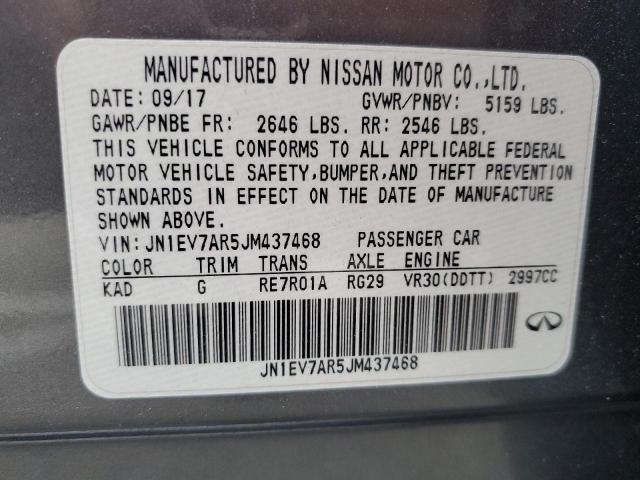 MANUFACTURED BY NISSAN MOTOR CO.,LTD.
DATE: 09/17 GVWR/PNBV: 5159 LBS.
GAWR/PNBE FR: 2646 LBS. RR: 2546 LBS.
THIS VEHICLE CONFORMS TO ALL APPLICABLE FEDERAL
MOTOR VEHICLE SAFETY,BUMPER,AND THEFT PREVENTION
STANDARDS IN EFFECT ON THE DATE OF MANUFACTURE
SHOWN ABOVE.
VIN:JN1EV7AR5JM437468 PASSENGER CAR
COLOR TRIM TRANS AXLE ENGINE
KAD G RE7R01A RG29 VR30(DDTT) 2997CC
JN1EV7AR5JM437468